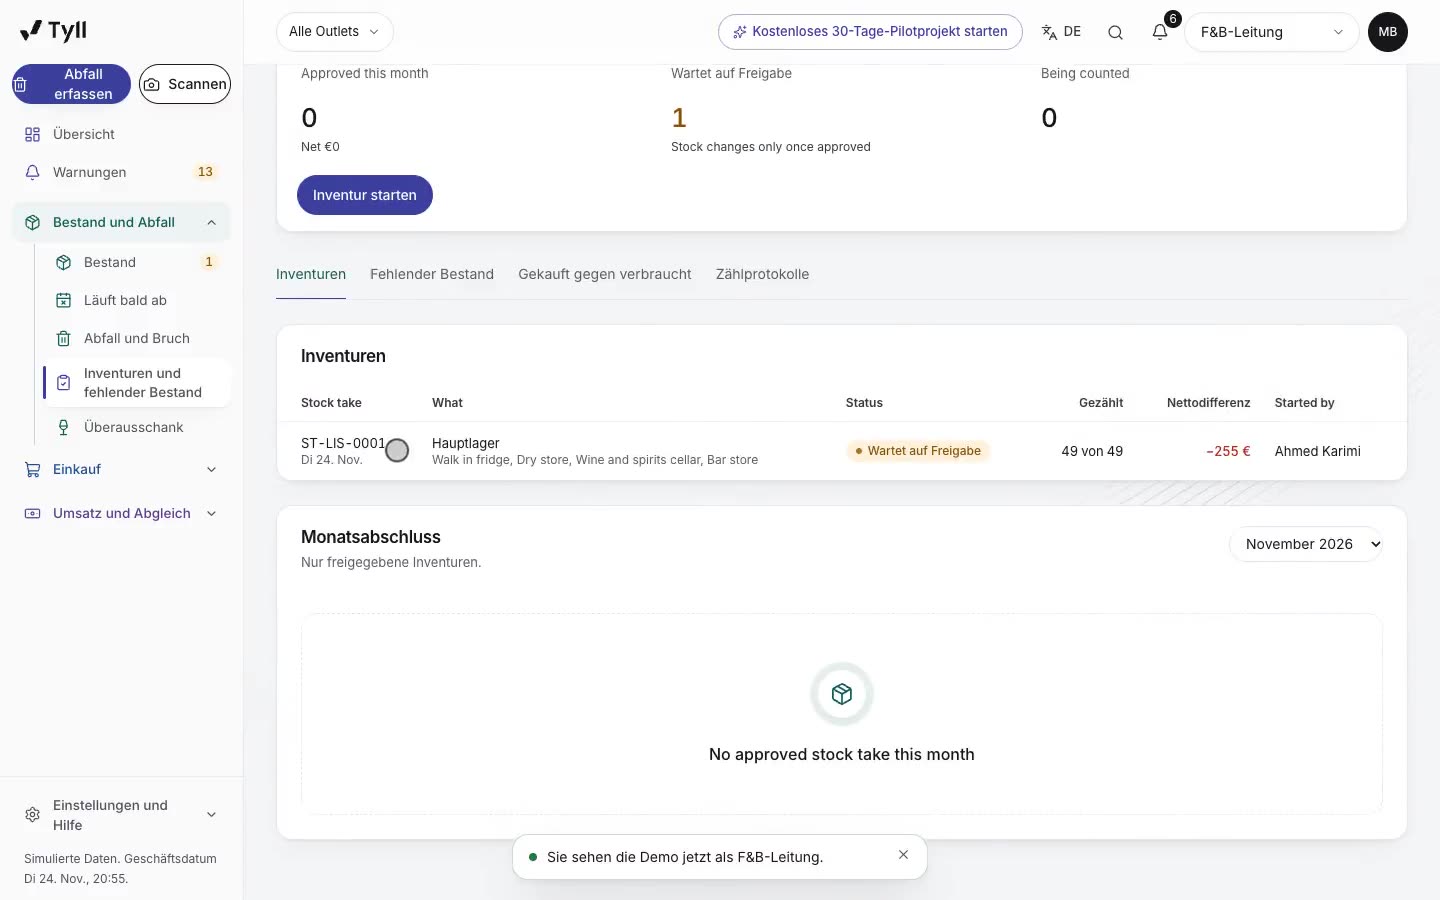 Tyll
Alle Outlets
Kostenloses 30-Tage-Pilotprojekt starten
DE
6
F&B-Leitung
MB
Abfall erfassen
Scannen
Übersicht
Warnungen 13
Bestand und Abfall
Bestand 1
Läuft bald ab
Abfall und Bruch
Inventuren und
fehlender Bestand
Überausschank
Einkauf
Umsatz und Abgleich
Einstellungen und
Hilfe
Simulierte Daten. Geschäftsdatum
Di 24. Nov., 20:55.
Approved this month
0
Net €0
Wartet auf Freigabe
1
Stock changes only once approved
Being counted
0
Inventur starten
Inventuren Fehlender Bestand Gekauft gegen verbraucht Zählprotokolle
Inventuren
Stock take What Status Gezählt Nettodifferenz Started by
ST-LIS-0001 Hauptlager Wartet auf Freigabe 49 von 49 −255 € Ahmed Karimi
Di 24. Nov. Walk in fridge, Dry store, Wine and spirits cellar, Bar store
Monatsabschluss
Nur freigegebene Inventuren.
November 2026
No approved stock take this month
Sie sehen die Demo jetzt als F&B-Leitung.